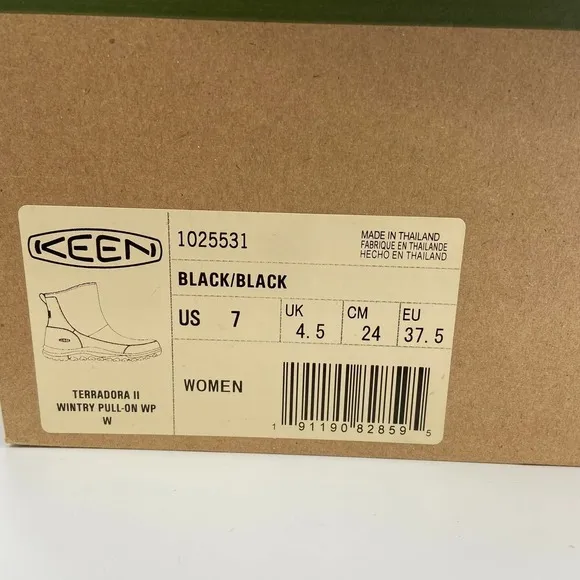 KEEN
1025531
MADE IN THAILAND
FABRIQUE EN THAILANDE
HECHO EN THAILAND
BLACK/BLACK
US 7
UK 4.5
CM 24
EU 37.5
KEEN
TERRADORA II
WINTRY PULL-ON WP
W
WOMEN
1 91190 82859 5